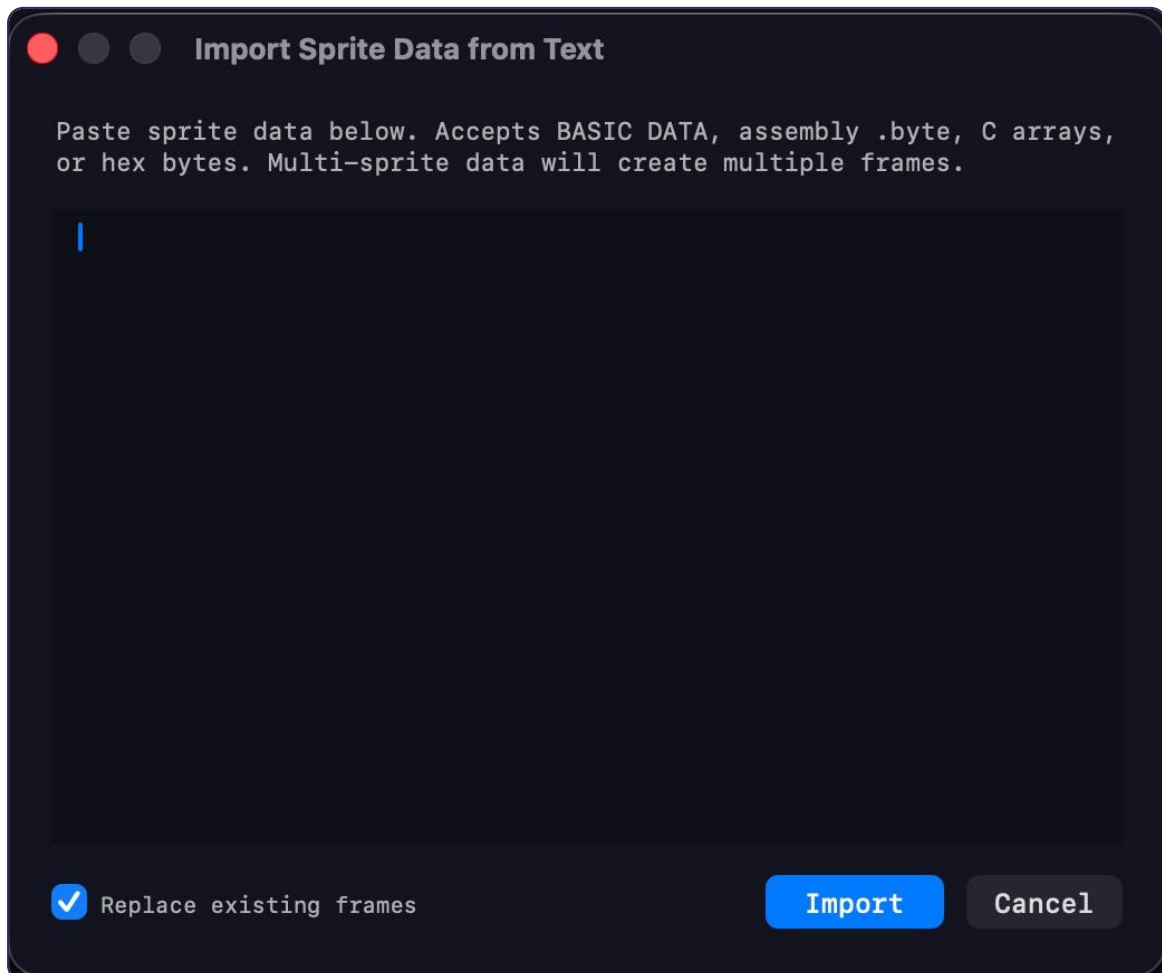 Import Sprite Data from Text
Paste sprite data below. Accepts BASIC DATA, assembly .byte, C arrays,
or hex bytes. Multi-sprite data will create multiple frames.
Replace existing frames
Import
Cancel